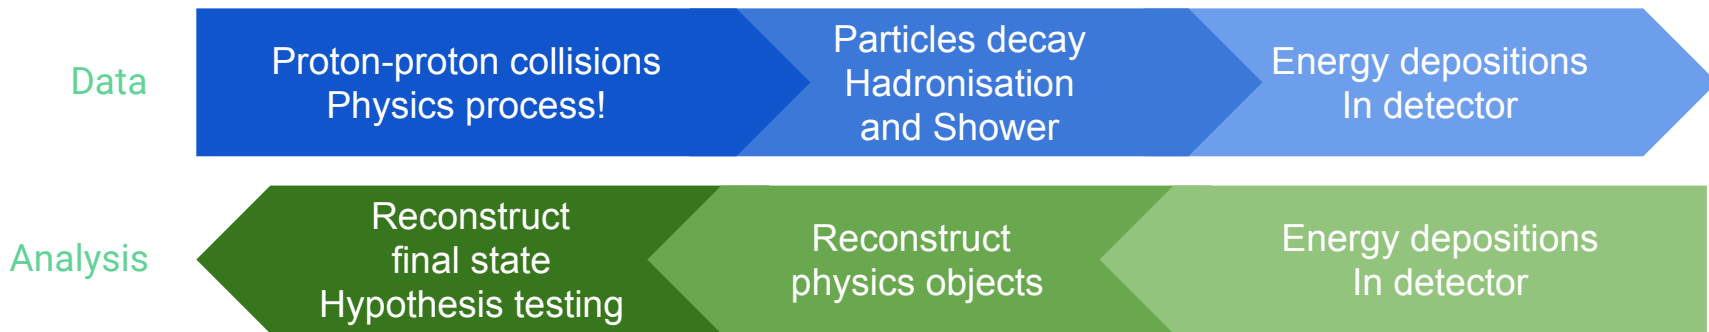 Data
Proton-proton collisions
Physics process!
Particles decay
Hadronisation
and Shower
Energy depositions
In detector
Analysis
Reconstruct
final state
Hypothesis testing
Reconstruct
physics objects
Energy depositions
In detector